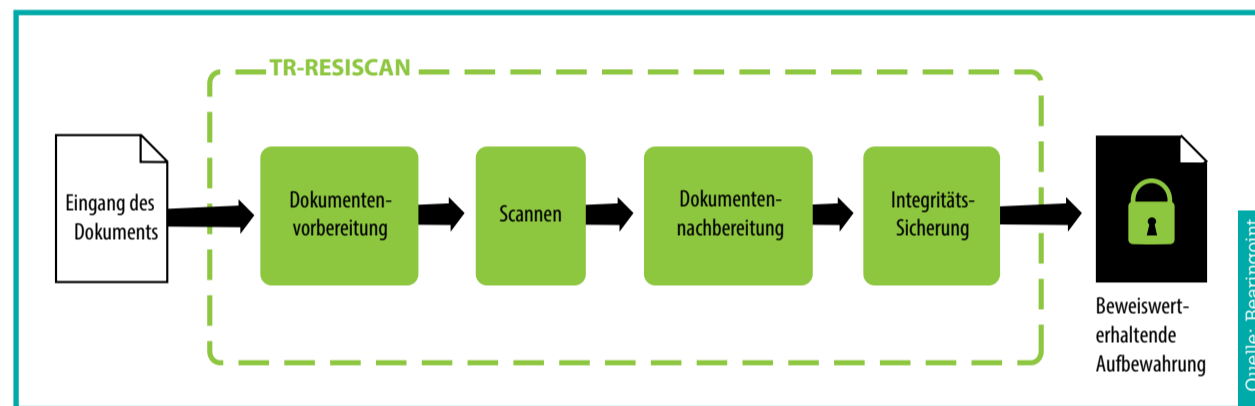 TR-RESISCAN
Eingang des
Dokuments
Dokumenten-
vorbereitung
Scannen
Dokumenten-
nachbereitung
Integritäts-
Sicherung
Beweiswert-
erhaltende
Aufbewahrung
Quelle: Bearingpoint